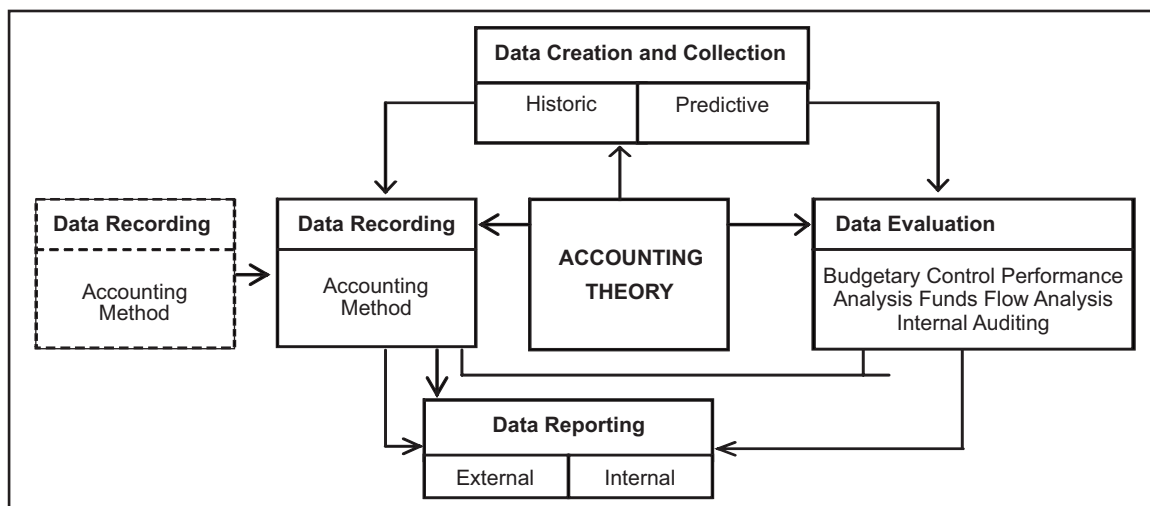 Data Creation and Collection
Historic
Predictive
Data Recording
Accounting
Method
Data Recording
Accounting
Method
ACCOUNTING
THEORY
Data Evaluation
Budgetary Control Performance
Analysis Funds Flow Analysis
Internal Auditing
Data Reporting
External
Internal